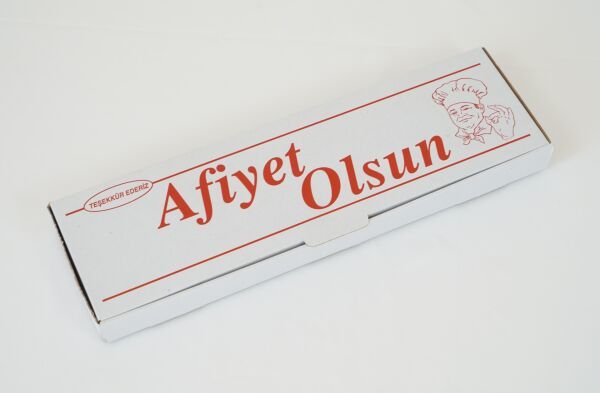 TEŞEKKÜR EDERİZ
Afiyet
Olsun